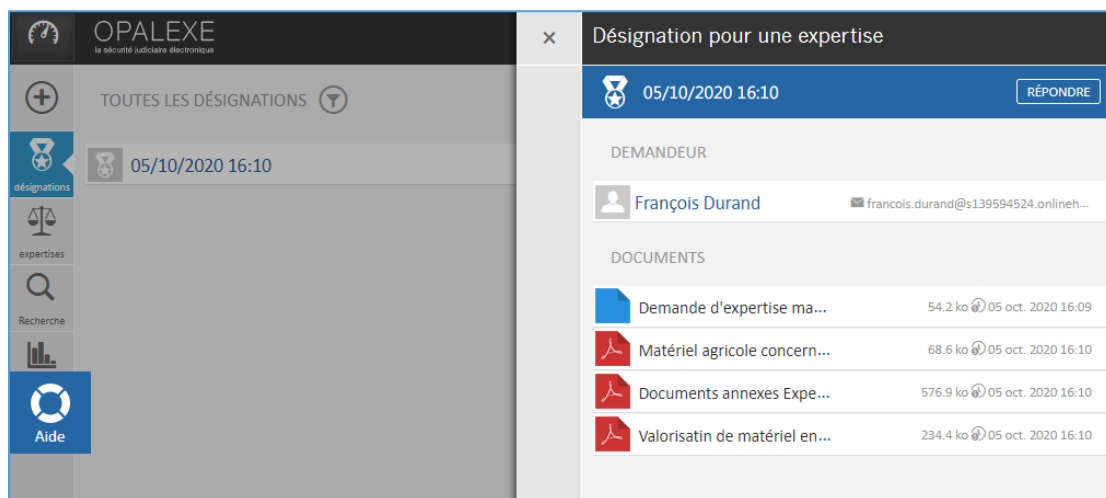 OPALEXE
la sécurité judiciaire électronique
× Désignation pour une expertise
TOUTES LES DÉSIGNATIONS
05/10/2020 16:10
désignations
expertises
Recherche
Aide
05/10/2020 16:10 RÉPONDRE
DEMANDEUR
François Durand francois.durand@s139594524.onlineh...
DOCUMENTS
Demande d'expertise ma... 54.2 ko 05 oct. 2020 16:09
Matériel agricole concern... 68.6 ko 05 oct. 2020 16:10
Documents annexes Expe... 576.9 ko 05 oct. 2020 16:10
Valorisatin de matériel en... 234.4 ko 05 oct. 2020 16:10